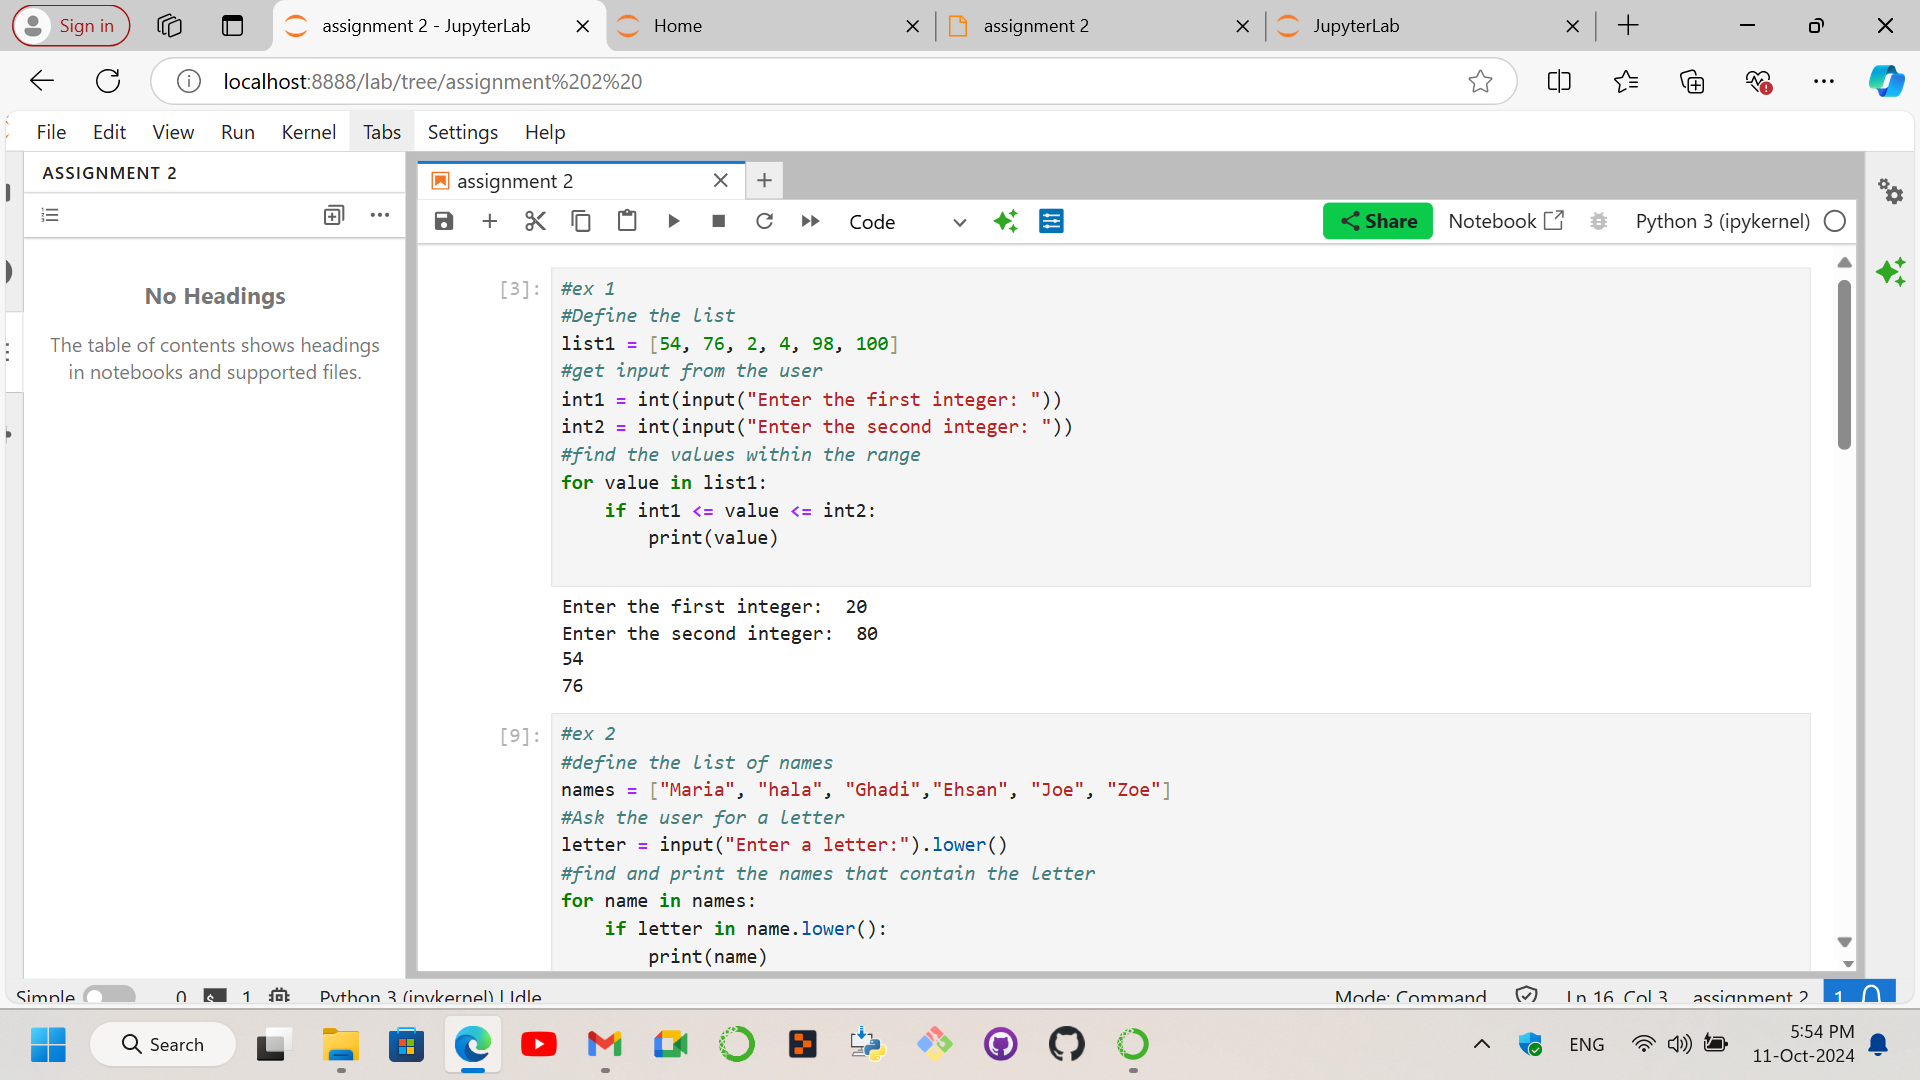 Sign in
assignment 2 - JupyterLab
Home
assignment 2
JupyterLab
localhost:8888/lab/tree/assignment%202%20
File Edit View Run Kernel Tabs Settings Help
ASSIGNMENT 2
No Headings
The table of contents shows headings
in notebooks and supported files.
assignment 2
Code
Share
Notebook
Python 3 (ipykernel)
[3]:
#ex 1
#Define the list
list1 = [54, 76, 2, 4, 98, 100]
#get input from the user
int1 = int(input("Enter the first integer: "))
int2 = int(input("Enter the second integer: "))
#find the values within the range
for value in list1:
    if int1 <= value <= int2:
        print(value)
Enter the first integer:  20
Enter the second integer:  80
54
76
[9]:
#ex 2
#define the list of names
names = ["Maria", "hala", "Ghadi","Ehsan", "Joe", "Zoe"]
#Ask the user for a letter
letter = input("Enter a letter:").lower()
#find and print the names that contain the letter
for name in names:
    if letter in name.lower():
        print(name)
Simple 0 1 Python 3 (ipykernel) | Idle
Mode: Command Ln 16, Col 3 assignment 2 1
Search
ENG
5:54 PM
11-Oct-2024